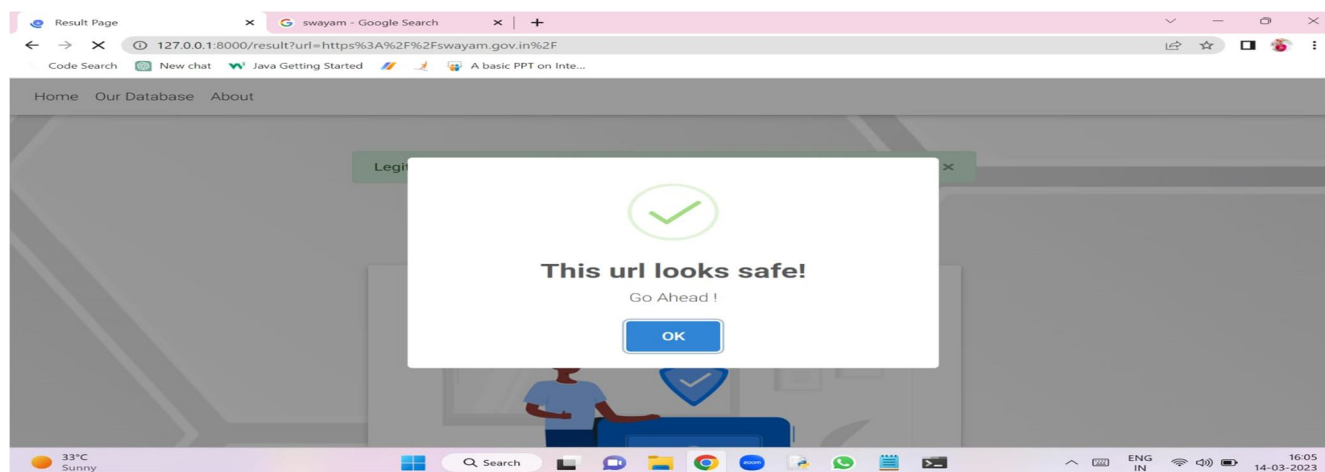 Result Page
swayam - Google Search
127.0.0.1:8000/result?url=https%3A%2F%2Fswayam.gov.in%2F
Code Search New chat Java Getting Started A basic PPT on Inte...
Home Our Database About
Legit
This url looks safe!
Go Ahead !
OK
33°C
Sunny
Search
zoom
ENG
IN
16:05
14-03-2023